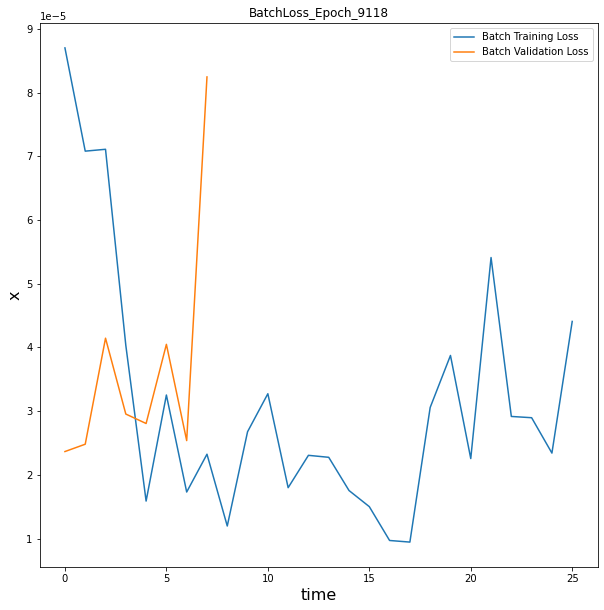 BatchLoss_Epoch_9118
1e−5
Batch Training Loss
Batch Validation Loss
9
8
7
6
5
4
3
2
1
x
0 5 10 15 20 25
time